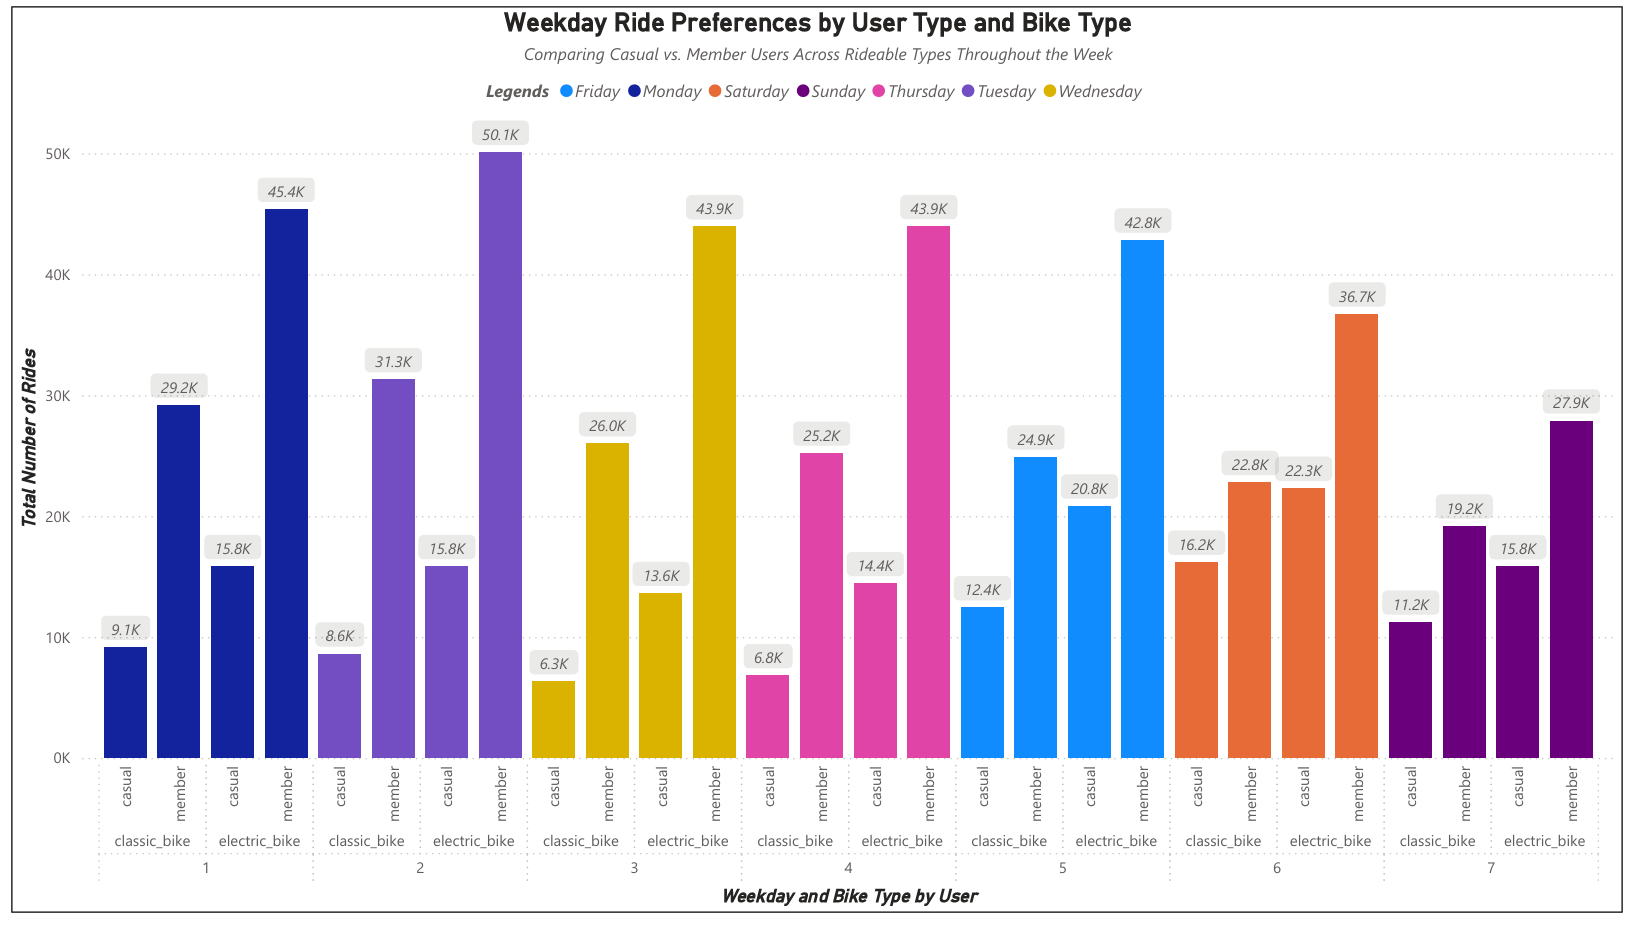 Weekday Ride Preferences by User Type and Bike Type
Comparing Casual vs. Member Users Across Rideable Types Throughout the Week
Legends Friday Monday Saturday Sunday Thursday Tuesday Wednesday
Total Number of Rides
50K
40K
30K
20K
10K
0K
9.1K
29.2K
15.8K
45.4K
8.6K
31.3K
15.8K
50.1K
6.3K
26.0K
13.6K
43.9K
6.8K
25.2K
14.4K
43.9K
12.4K
24.9K
20.8K
42.8K
16.2K
22.8K
22.3K
36.7K
11.2K
19.2K
15.8K
27.9K
casual member casual member casual member casual member casual member casual member casual member casual member casual member casual member casual member casual member casual member casual member
classic_bike electric_bike classic_bike electric_bike classic_bike electric_bike classic_bike electric_bike classic_bike electric_bike classic_bike electric_bike classic_bike electric_bike
1 2 3 4 5 6 7
Weekday and Bike Type by User